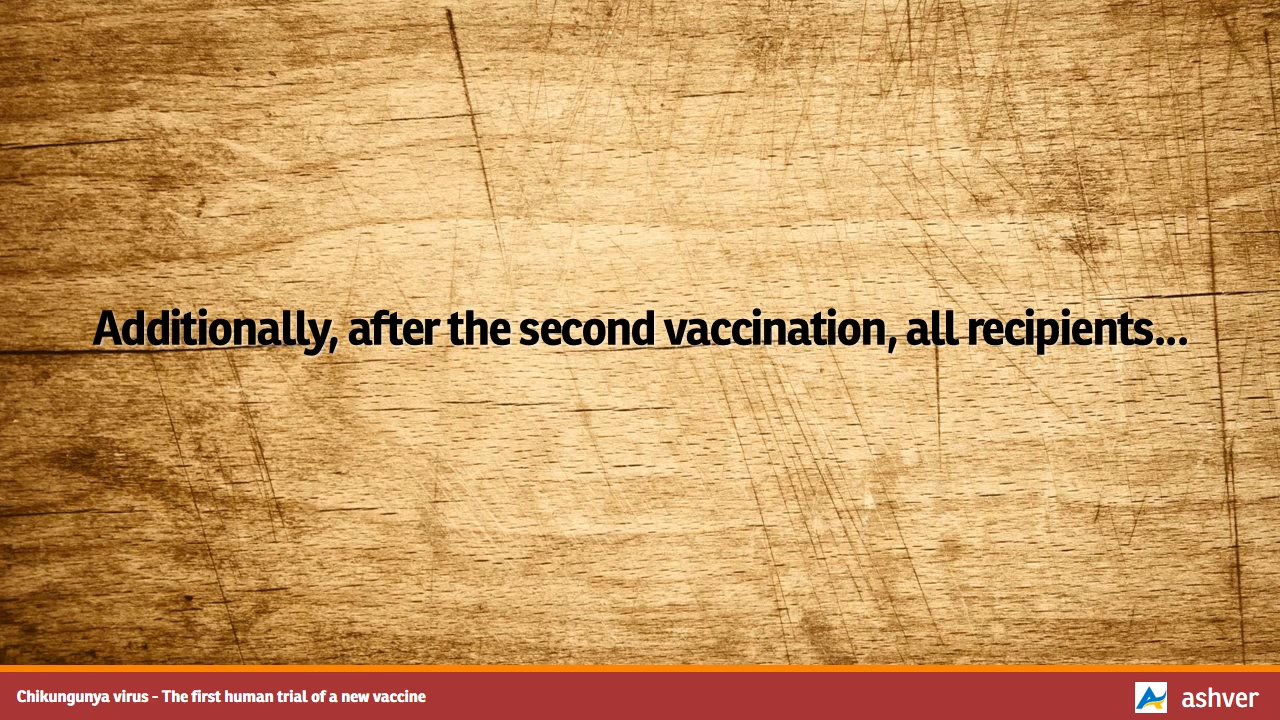 Additionally, after the second vaccination, all recipients...
Chikungunya virus - The first human trial of a new vaccine
ashver